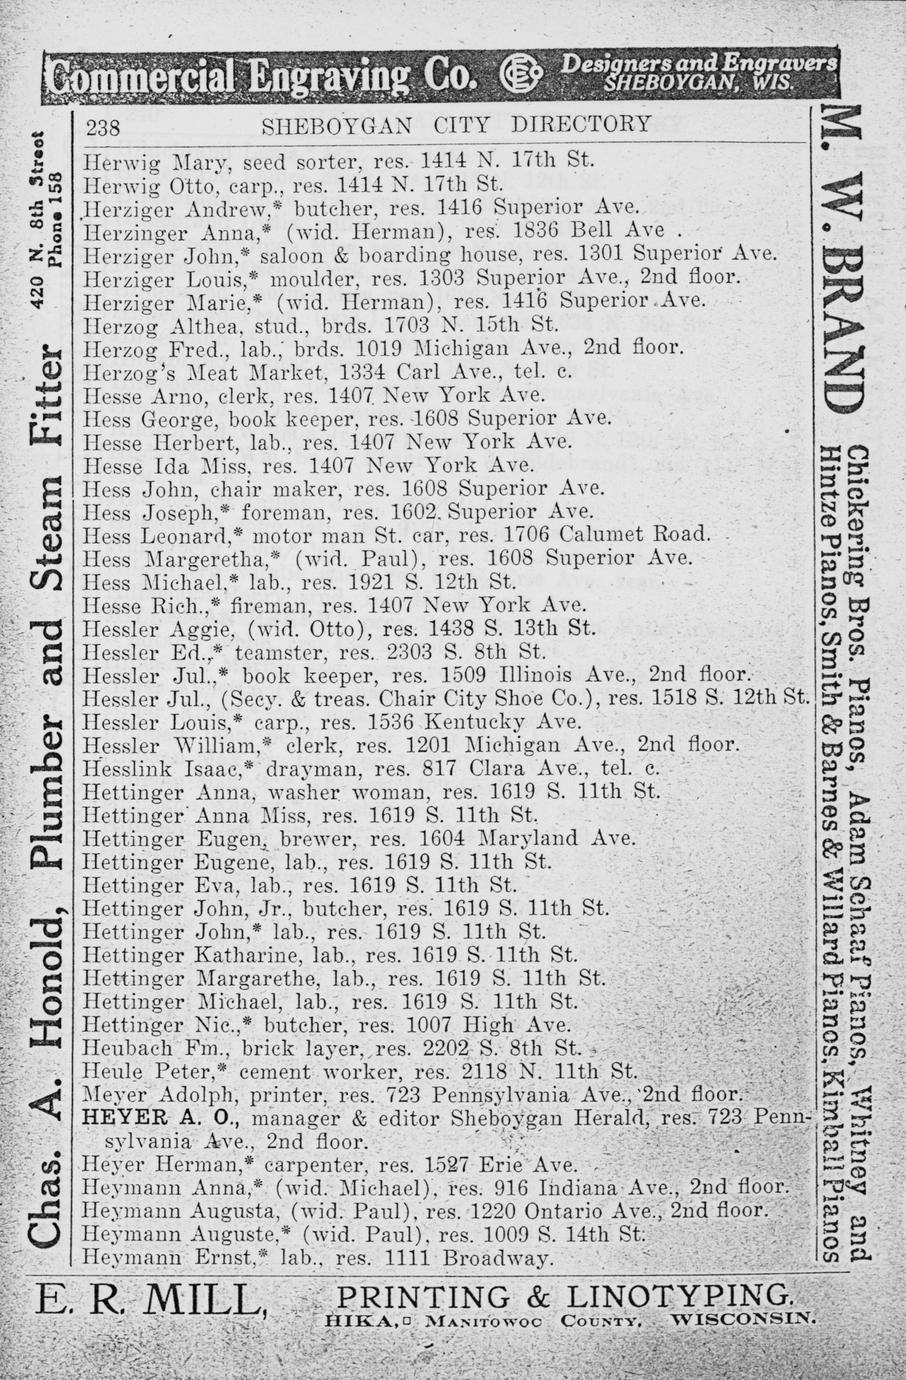 Commercial Engraving Co. CEC Designers and Engravers
SHEBOYGAN, WIS.
238 SHEBOYGAN CITY DIRECTORY
Herwig Mary, seed sorter, res. 1414 N. 17th St.
Herwig Otto, carp., res. 1414 N. 17th St.
Herziger Andrew,* butcher, res. 1416 Superior Ave.
Herzinger Anna,* (wid. Herman), res. 1836 Bell Ave .
Herziger John,* saloon & boarding house, res. 1301 Superior Ave.
Herziger Louis,* moulder, res. 1303 Superior Ave., 2nd floor.
Herziger Marie,* (wid. Herman), res. 1416 Superior Ave.
Herzog Althea, stud., brds. 1703 N. 15th St.
Herzog Fred., lab., brds. 1019 Michigan Ave., 2nd floor.
Herzog's Meat Market, 1334 Carl Ave., tel. c.
Hesse Arno, clerk, res. 1407 New York Ave.
Hess George, book keeper, res. 1608 Superior Ave.
Hesse Herbert, lab., res. 1407 New York Ave.
Hesse Ida Miss, res. 1407 New York Ave.
Hess John, chair maker, res. 1608 Superior Ave.
Hess Joseph,* foreman, res. 1602 Superior Ave.
Hess Leonard,* motor man St. car, res. 1706 Calumet Road.
Hess Margeretha,* (wid. Paul), res. 1608 Superior Ave.
Hess Michael,* lab., res. 1921 S. 12th St.
Hesse Rich.,* fireman, res. 1407 New York Ave.
Hessler Aggie, (wid. Otto), res. 1438 S. 13th St.
Hessler Ed.,* teamster, res. 2303 S. 8th St.
Hessler Jul.,* book keeper, res. 1509 Illinois Ave., 2nd floor.
Hessler Jul., (Secy. & treas. Chair City Shoe Co.), res. 1518 S. 12th St.
Hessler Louis,* carp., res. 1536 Kentucky Ave.
Hessler William,* clerk, res. 1201 Michigan Ave., 2nd floor.
Hesslink Isaac,* drayman, res. 817 Clara Ave., tel. c.
Hettinger Anna, washer woman, res. 1619 S. 11th St.
Hettinger Anna Miss, res. 1619 S. 11th St.
Hettinger Eugen, brewer, res. 1604 Maryland Ave.
Hettinger Eugene, lab., res. 1619 S. 11th St.
Hettinger Eva, lab., res. 1619 S. 11th St.
Hettinger John, Jr., butcher, res. 1619 S. 11th St.
Hettinger John,* lab., res. 1619 S. 11th St.
Hettinger Katharine, lab., res. 1619 S. 11th St.
Hettinger Margarethe, lab., res. 1619 S. 11th St.
Hettinger Michael, lab., res. 1619 S. 11th St.
Hettinger Nic.,* butcher, res. 1007 High Ave.
Heubach Fm., brick layer, res. 2202 S. 8th St.
Heule Peter,* cement worker, res. 2118 N. 11th St.
Meyer Adolph, printer, res. 723 Pennsylvania Ave., 2nd floor.
HEYER A. O., manager & editor Sheboygan Herald, res. 723 Penn-
sylvania Ave., 2nd floor.
Heyer Herman,* carpenter, res. 1527 Erie Ave.
Heymann Anna,* (wid. Michael), res. 916 Indiana Ave., 2nd floor.
Heymann Augusta, (wid. Paul), res. 1220 Ontario Ave., 2nd floor.
Heymann Auguste,* (wid. Paul), res. 1009 S. 14th St.
Heymann Ernst,* lab., res. 1111 Broadway.
Chas. A. Honold, Plumber and Steam Fitter 420 N. 8th Street
Phone 158
M. W. BRAND Chickering Bros. Pianos, Adam Schaaf Pianos, Whitney and
Hintze Pianos, Smith & Barnes & Willard Pianos, Kimball Pianos
E. R. MILL, PRINTING & LINOTYPING,
HIKA, MANITOWOC COUNTY, WISCONSIN.